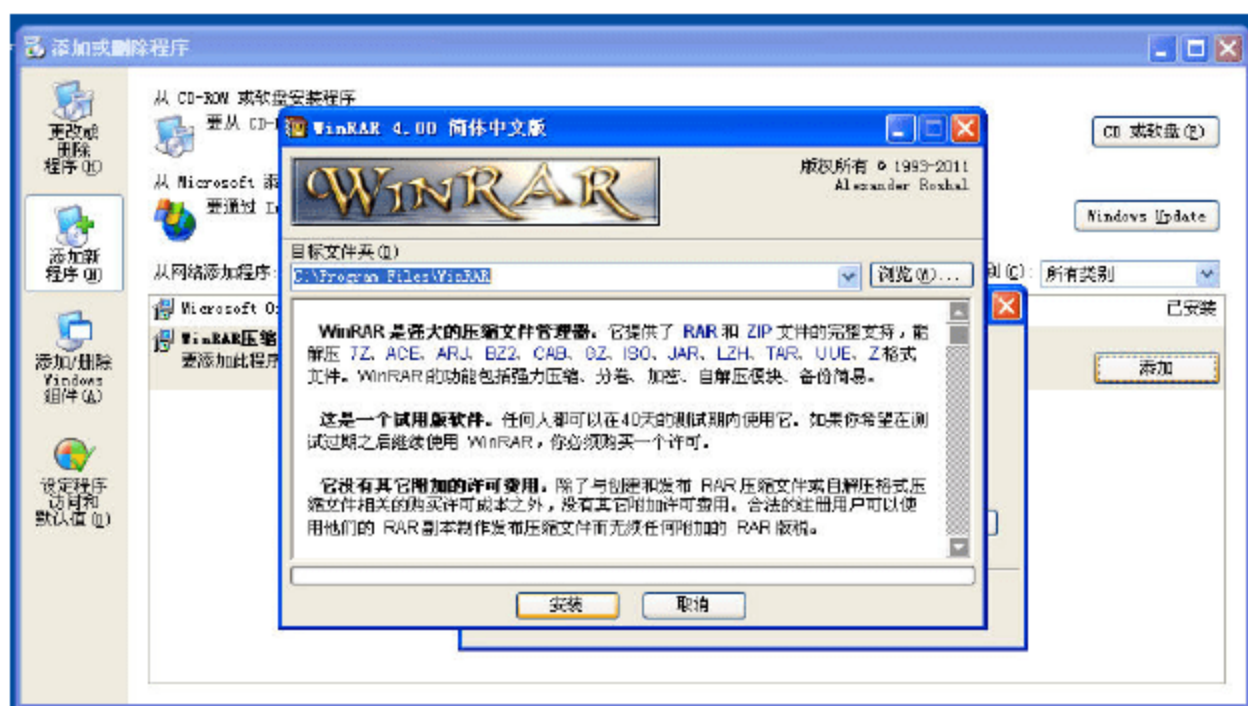 添加或删除程序
更改或
删除
程序(H)
添加新
程序(N)
添加/删除
Windows
组件(A)
设定程序
访问和
默认值(O)
从 CD-ROM 或软盘安装程序
要从 CD-
CD 或软盘(F)
从 Microsoft 添
要通过 In
Windows Update
从网络添加程序:
别(C): 所有类别
Microsoft O
已安装
WinRAR压缩
要添加此程序
添加
WinRAR 4.00 简体中文版
WINRAR
版权所有 © 1993-2011
Alexander Roshal
目标文件夹(D)
C:\Program Files\WinRAR
浏览(W)...
WinRAR 是强大的压缩文件管理器。它提供了 RAR 和 ZIP 文件的完整支持，能
解压 7Z、ACE、ARJ、BZ2、CAB、GZ、ISO、JAR、LZH、TAR、UUE、Z格式
文件。WinRAR的功能包括强力压缩、分卷、加密、自解压模块、备份简易。
这是一个试用版软件。任何人都可以在40天的测试期内使用它。如果你希望在测
试过期之后继续使用 WinRAR，你必须购买一个许可。
它没有其它附加的许可费用。除了与创建和发布 RAR 压缩文件或自解压格式压
缩文件相关的购买许可成本之外，没有其它附加许可费用。合法的注册用户可以使
用他们的 RAR 副本制作发布压缩文件而无须任何附加的 RAR 版税。
安装
取消